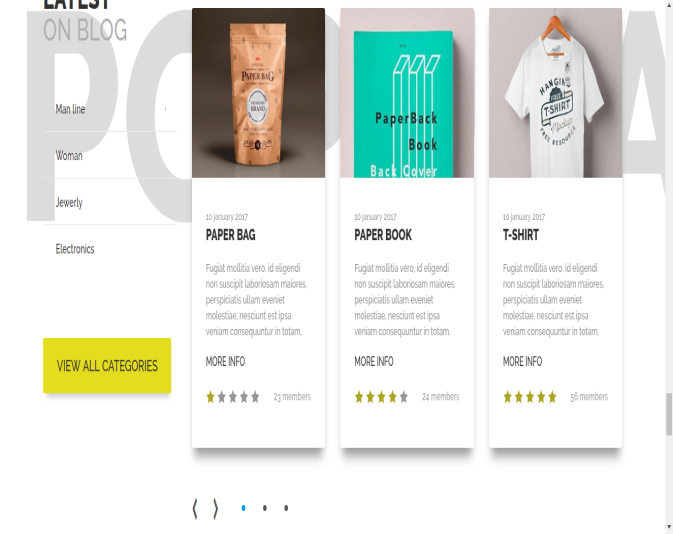 LATEST
ON BLOG
Man line
Woman
Jewerly
Electronics
VIEW ALL CATEGORIES
PAPER BAG
BRAND
10 january 2017
PAPER BAG
Fugiat mollitia vero, id eligendi
non suscipit laboriosam maiores,
perspiciatis ullam eveniet
molestiae, nesciunt est ipsa
veniam consequuntur in totam.
MORE INFO
23 members
PaperBack
Book
Back Cover
10 january 2017
PAPER BOOK
Fugiat mollitia vero, id eligendi
non suscipit laboriosam maiores,
perspiciatis ullam eveniet
molestiae, nesciunt est ipsa
veniam consequuntur in totam.
MORE INFO
24 members
HANGING
FREE
T-SHIRT
Mockup
FREE RESOURCE
10 january 2017
T-SHIRT
Fugiat mollitia vero, id eligendi
non suscipit laboriosam maiores,
perspiciatis ullam eveniet
molestiae, nesciunt est ipsa
veniam consequuntur in totam.
MORE INFO
56 members